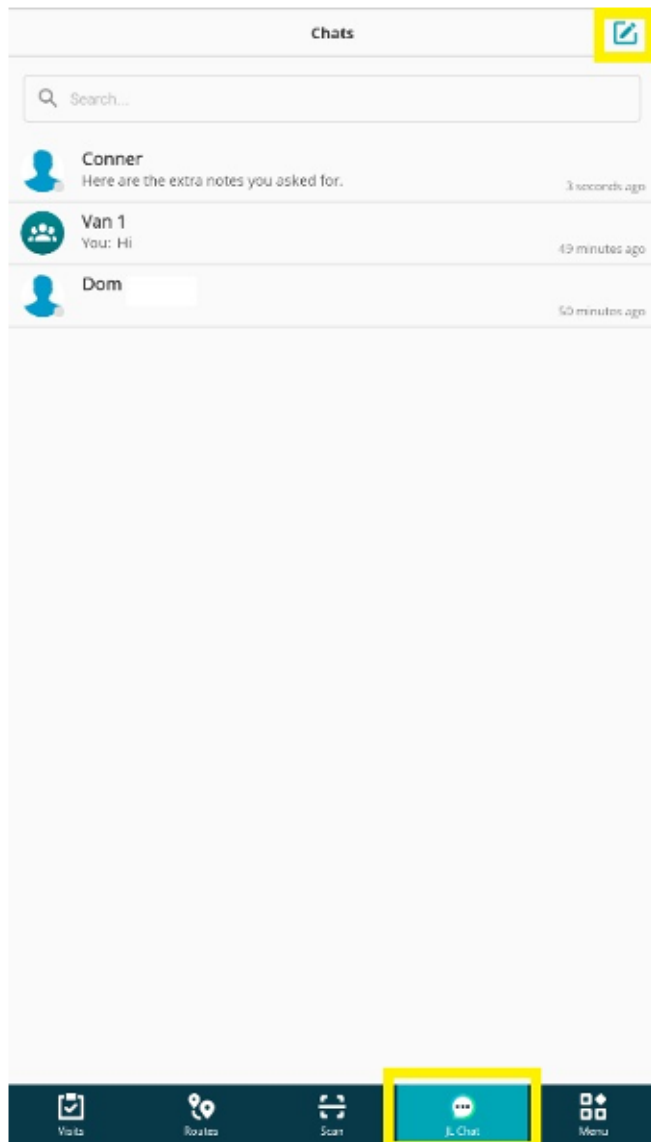 Chats
Search...
Conner
Here are the extra notes you asked for.
3 seconds ago
Van 1
You: Hi
49 minutes ago
Dom
50 minutes ago
Visits
Routes
Scan
JL Chat
Menu